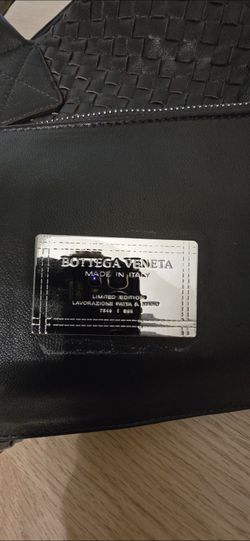 BOTTEGA VENETA
MADE IN ITALY
LIMITED EDITION
LAVORAZIONE FATTA A MANO